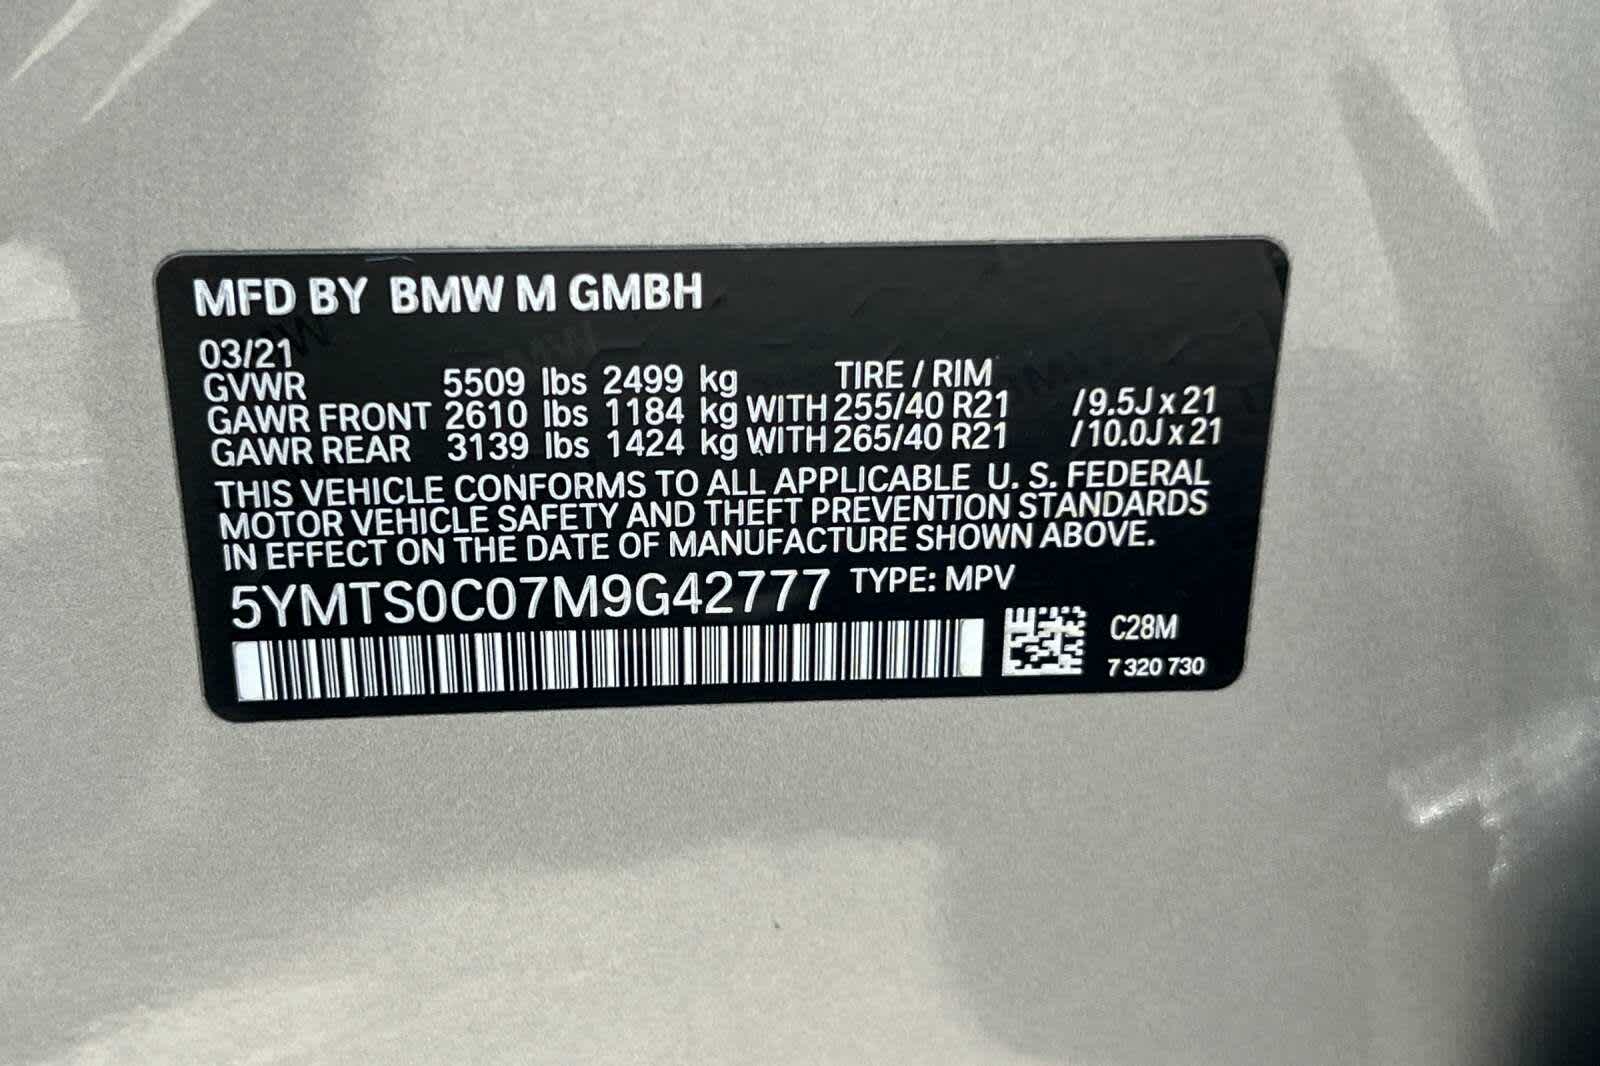 MFD BY BMW M GMBH
03/21
TIRE / RIM
GVWR 5509 lbs 2499 kg
GAWR FRONT 2610 lbs 1184 kg WITH 255/40 R21 /9.5J x 21
GAWR REAR 3139 lbs 1424 kg WITH 265/40 R21 /10.0J x 21
THIS VEHICLE CONFORMS TO ALL APPLICABLE U. S. FEDERAL
MOTOR VEHICLE SAFETY AND THEFT PREVENTION STANDARDS
IN EFFECT ON THE DATE OF MANUFACTURE SHOWN ABOVE.
5YMTS0C07M9G42777 TYPE: MPV
C28M
7 320 730